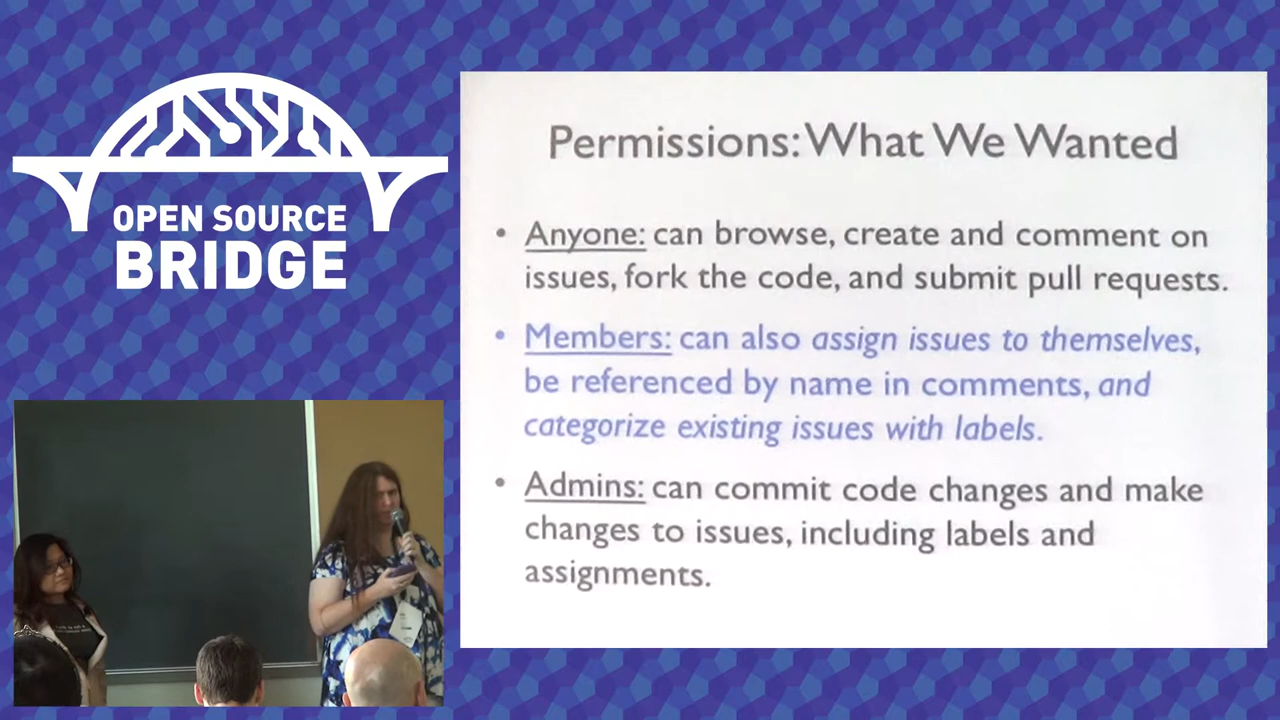 OPEN SOURCE
BRIDGE
Permissions: What We Wanted
• Anyone: can browse, create and comment on
issues, fork the code, and submit pull requests.
• Members: can also assign issues to themselves,
be referenced by name in comments, and
categorize existing issues with labels.
• Admins: can commit code changes and make
changes to issues, including labels and
assignments.